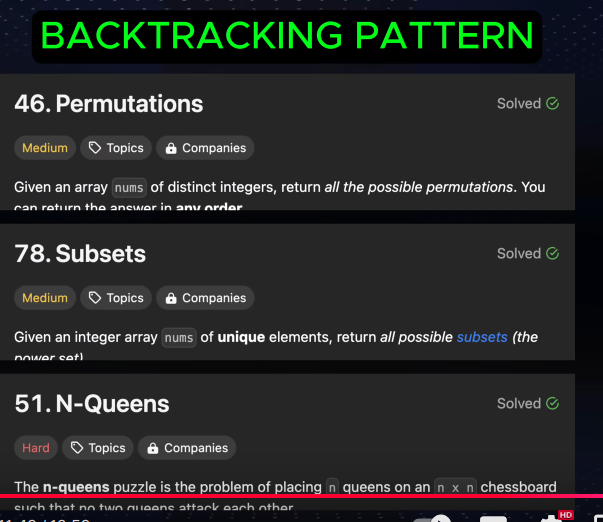 BACKTRACKING PATTERN
46. Permutations
Solved
Medium
Topics
Companies
Given an array nums of distinct integers, return all the possible permutations. You
can return the answer in any order
78. Subsets
Solved
Medium
Topics
Companies
Given an integer array nums of unique elements, return all possible subsets (the
power set)
51. N-Queens
Solved
Hard
Topics
Companies
The n-queens puzzle is the problem of placing n queens on an n x n chessboard
such that no two queens attack each other
HD